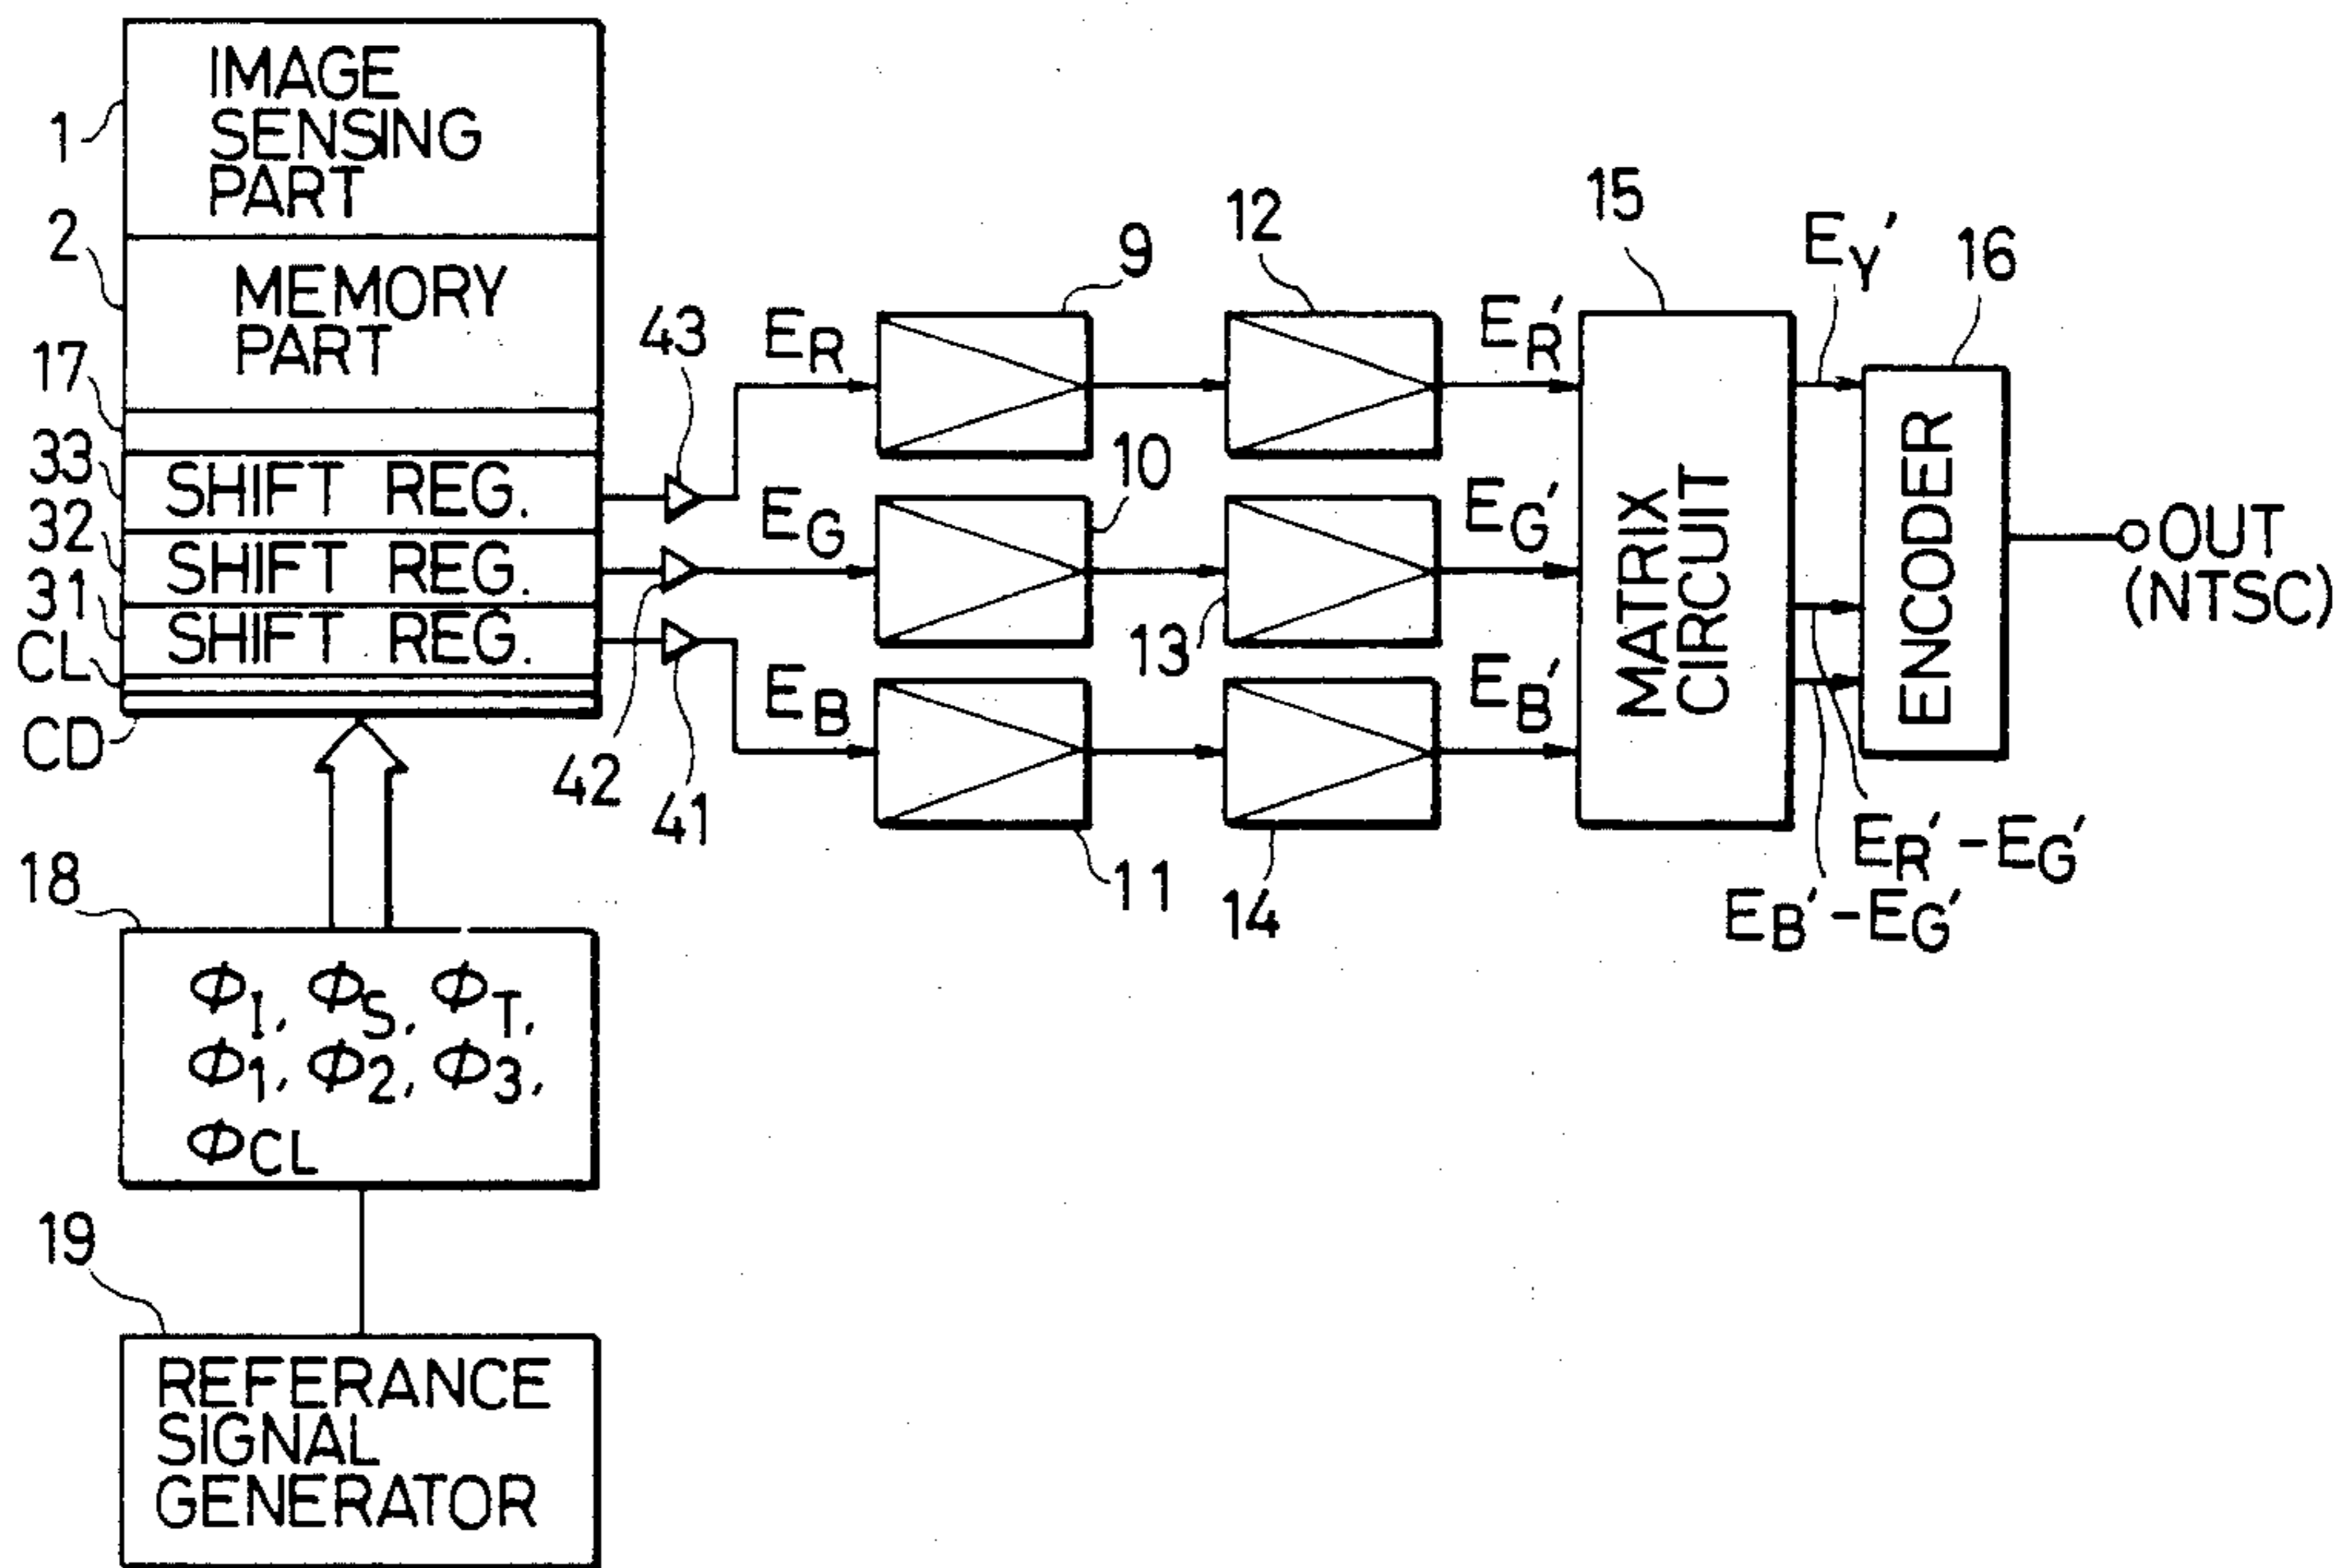 IMAGE
SENSING
PART
1
2
MEMORY
PART
17
33
SHIFT REG.
32
SHIFT REG.
31
SHIFT REG.
CL
CD
43
42
41
E_R
E_G
E_B
9
10
11
12
13
14
E_R'
E_G'
E_B'
15
MATRIX
CIRCUIT
E_Y'
16
ENCODER
OUT
(NTSC)
E_R'-E_G'
E_B'-E_G'
18
Φ_I, Φ_S, Φ_T,
Φ_1, Φ_2, Φ_3,
Φ_CL
19
REFERANCE
SIGNAL
GENERATOR